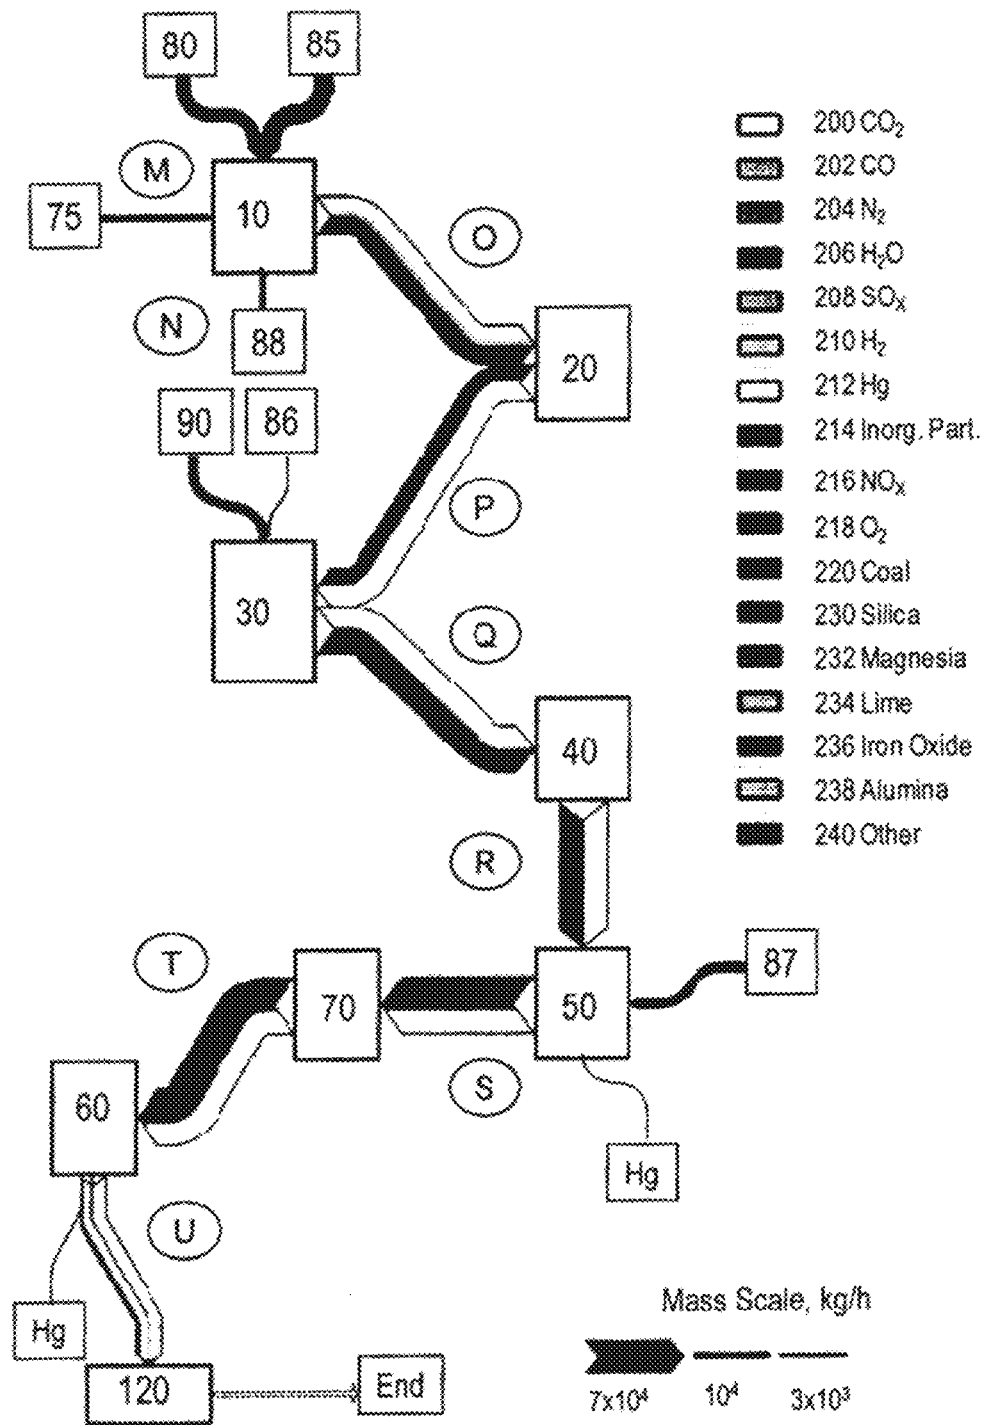 80
85
M
75
10
O
N
88
20
90
86
P
30
Q
40
R
T
70
50
87
S
60
Hg
U
Hg
120
End
200 CO₂
202 CO
204 N₂
206 H₂O
208 SOₓ
210 H₂
212 Hg
214 Inorg. Part.
216 NOₓ
218 O₂
220 Coal
230 Silica
232 Magnesia
234 Lime
236 Iron Oxide
238 Alumina
240 Other
Mass Scale, kg/h
7x10⁴ 10⁴ 3x10³